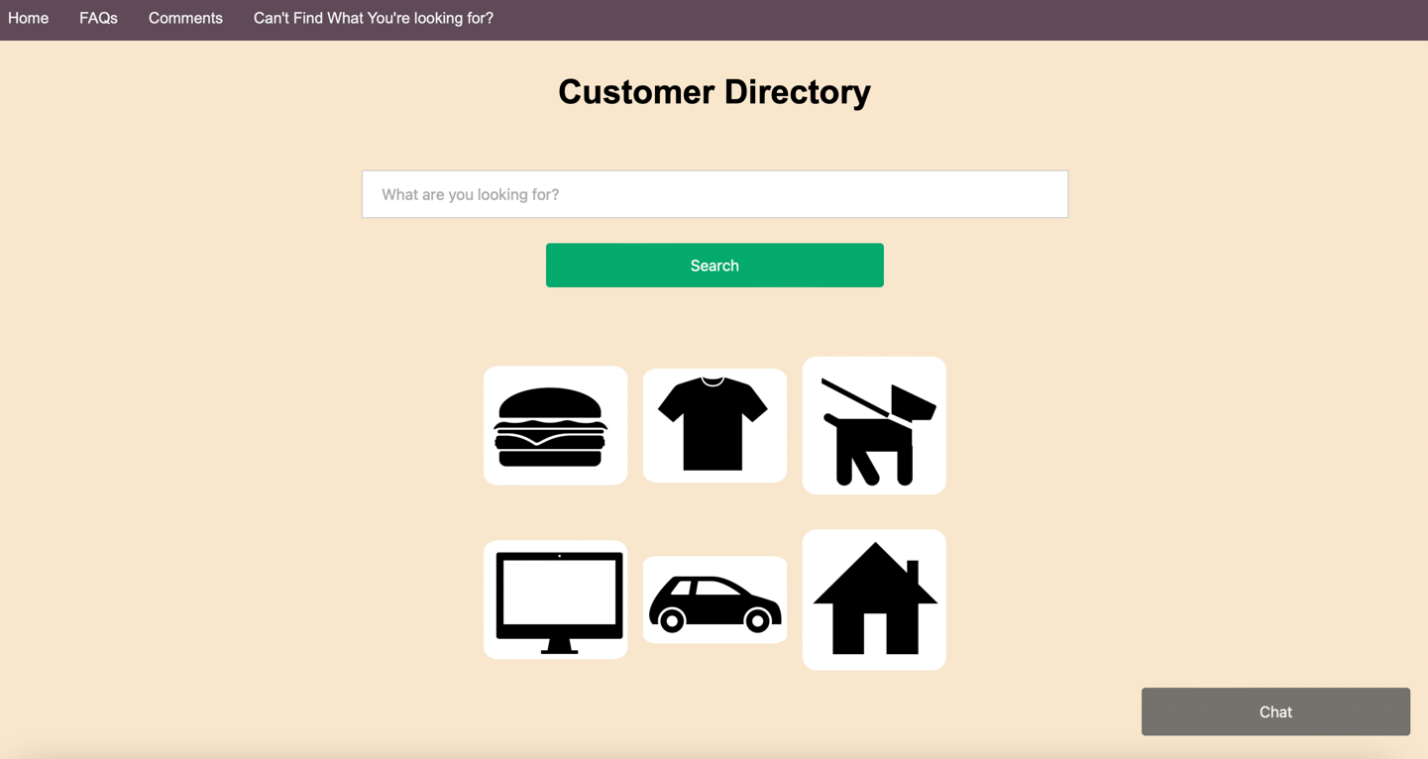 Home FAQs Comments Can't Find What You're looking for?
Customer Directory
What are you looking for?
Search
Chat